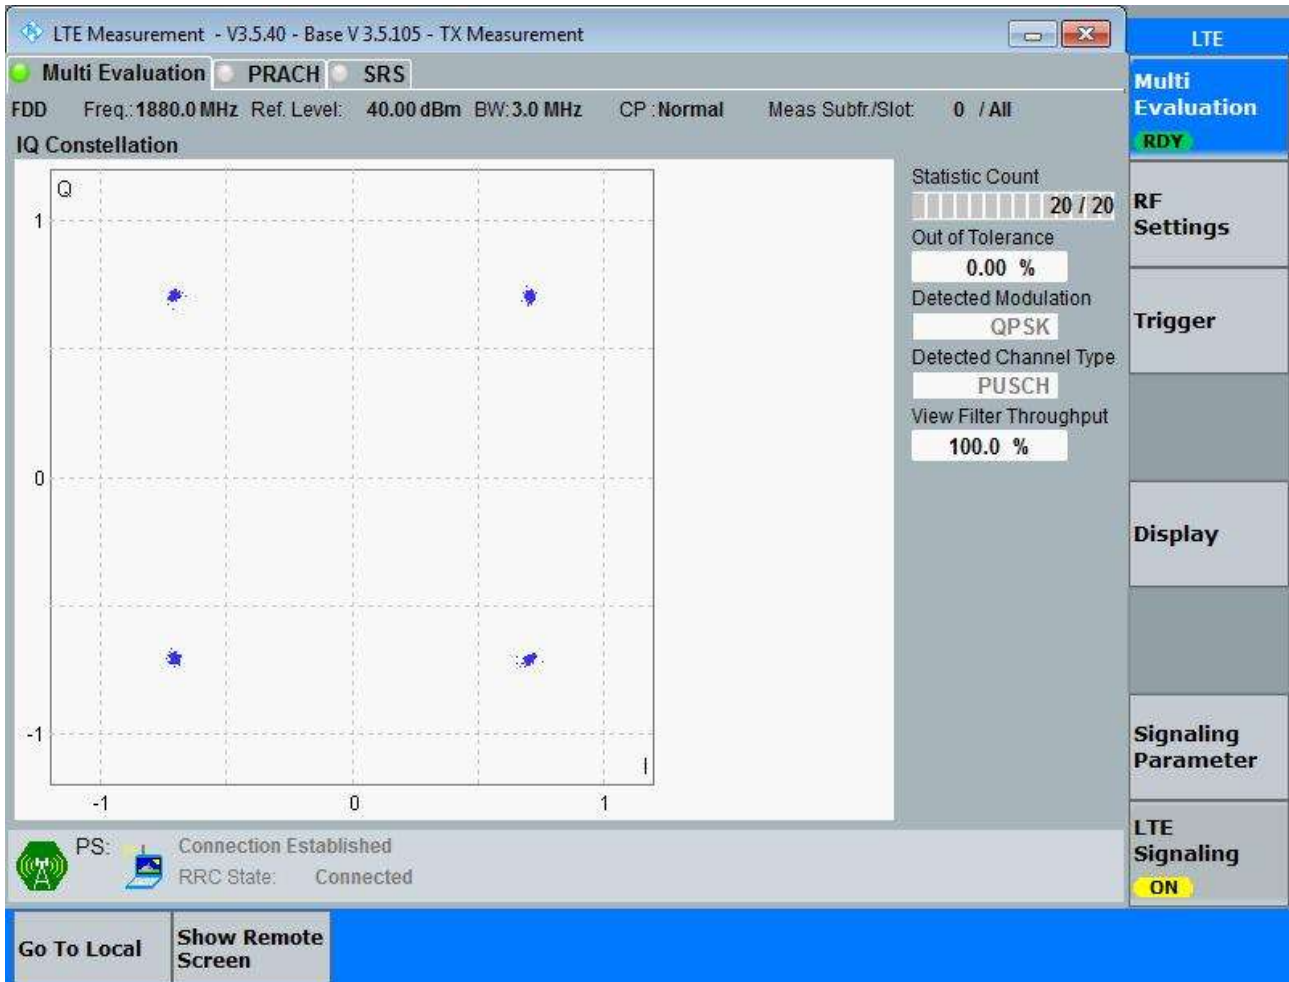 LTE Measurement - V3.5.40 - Base V 3.5.105 - TX Measurement
LTE
Multi Evaluation PRACH SRS
FDD Freq.: 1880.0 MHz Ref. Level: 40.00 dBm BW: 3.0 MHz CP : Normal Meas Subfr./Slot: 0 / All
IQ Constellation
Q
1
0
-1
I
-1 0 1
Statistic Count
20 / 20
Out of Tolerance
0.00 %
Detected Modulation
QPSK
Detected Channel Type
PUSCH
View Filter Throughput
100.0 %
Multi
Evaluation
RDY
RF
Settings
Trigger
Display
Signaling
Parameter
LTE
Signaling
ON
PS: Connection Established
RRC State: Connected
Go To Local
Show Remote
Screen